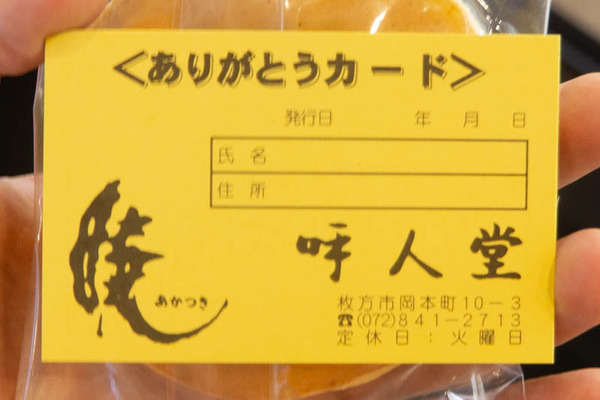 <ありがとうカード>
発行日 年 月 日
氏名
住所
暁
あかつき
呼人堂
枚方市岡本町10-3
☎(072)841-2713
定休日：火曜日